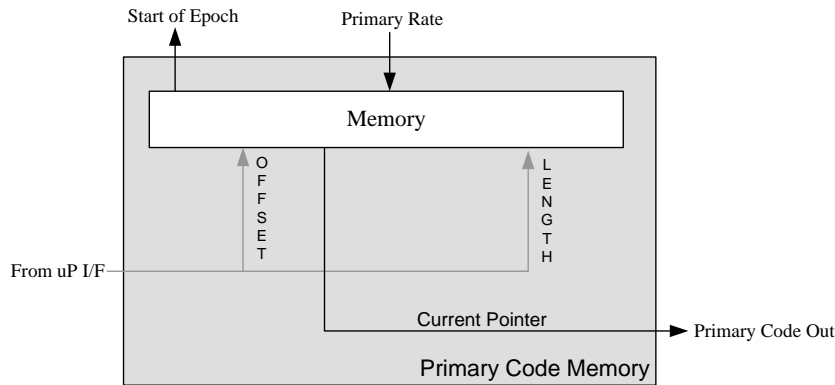 Start of Epoch
Primary Rate
Memory
OFFSET
LENGTH
From uP I/F
Current Pointer
Primary Code Out
Primary Code Memory